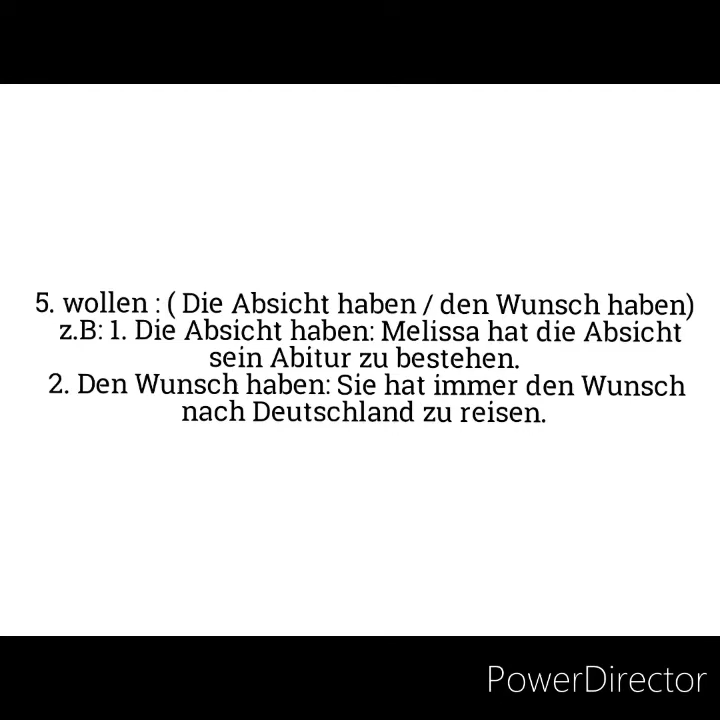 5. wollen : ( Die Absicht haben / den Wunsch haben)
z.B: 1. Die Absicht haben: Melissa hat die Absicht
sein Abitur zu bestehen.
2. Den Wunsch haben: Sie hat immer den Wunsch
nach Deutschland zu reisen.
PowerDirector